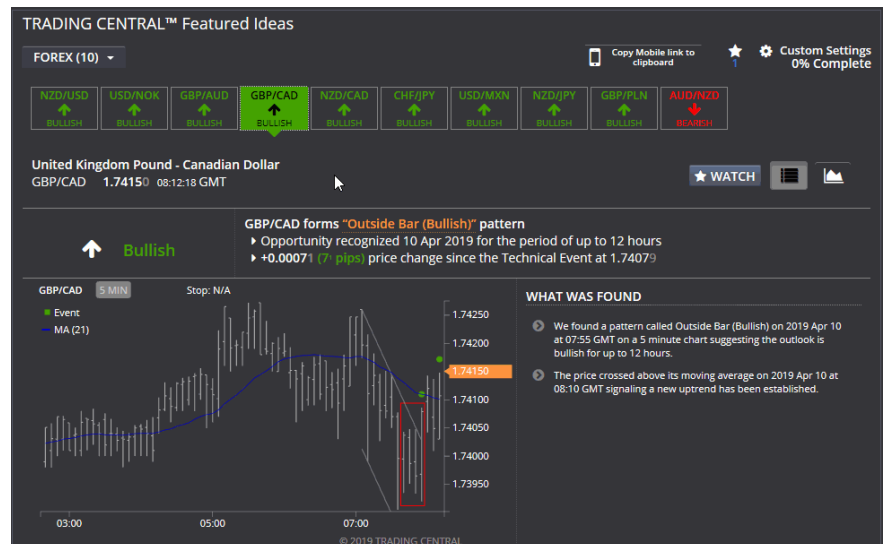 TRADING CENTRAL™ Featured Ideas
FOREX (10)
Copy Mobile link to
clipboard
1
Custom Settings
0% Complete
NZD/USD USD/NOK GBP/AUD GBP/CAD NZD/CAD CHF/JPY USD/MXN NZD/JPY GBP/PLN AUD/NZD
BULLISH BULLISH BULLISH BULLISH BULLISH BULLISH BULLISH BULLISH BULLISH BEARISH
United Kingdom Pound - Canadian Dollar
GBP/CAD 1.74150 08:12:18 GMT
WATCH
Bullish
GBP/CAD forms "Outside Bar (Bullish)" pattern
Opportunity recognized 10 Apr 2019 for the period of up to 12 hours
+0.00071 (7¹ pips) price change since the Technical Event at 1.74079
GBP/CAD 5 MIN Stop: N/A
Event
MA (21)
1.74250
1.74200
1.74150
1.74100
1.74050
1.74000
1.73950
03:00 05:00 07:00
© 2019 TRADING CENTRAL
WHAT WAS FOUND
We found a pattern called Outside Bar (Bullish) on 2019 Apr 10
at 07:55 GMT on a 5 minute chart suggesting the outlook is
bullish for up to 12 hours.
The price crossed above its moving average on 2019 Apr 10 at
08:10 GMT signaling a new uptrend has been established.